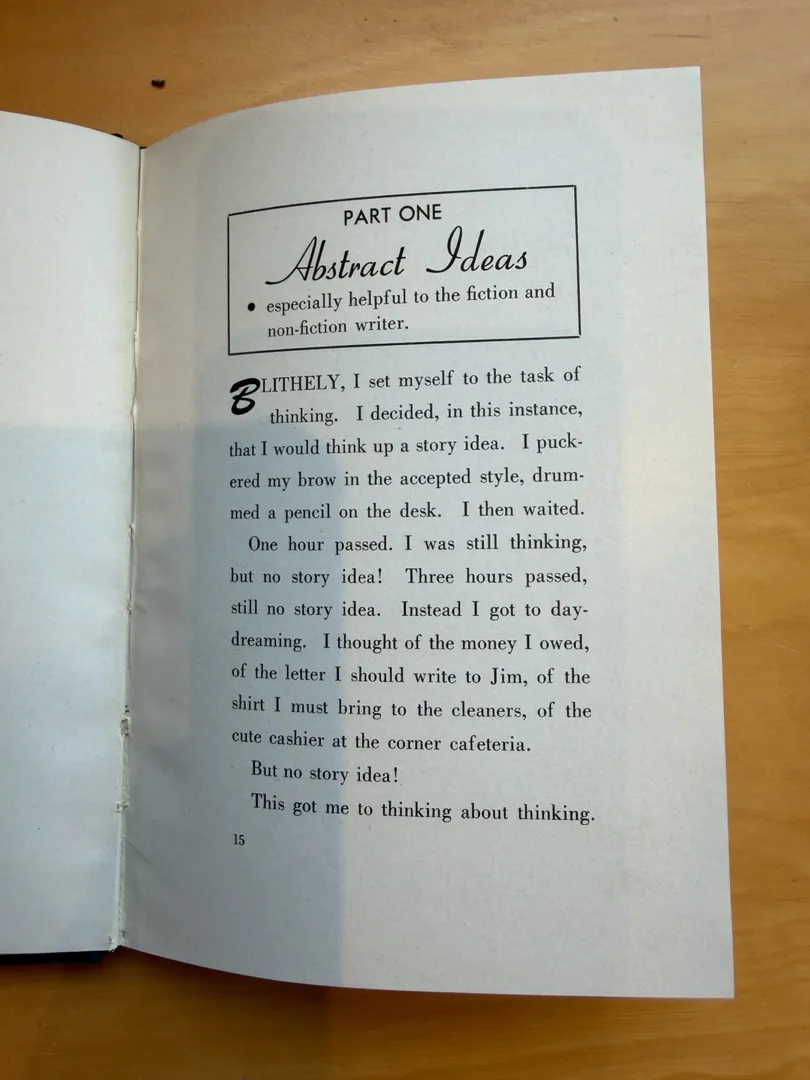 PART ONE
Abstract Ideas
• especially helpful to the fiction and
non-fiction writer.
BLITHELY, I set myself to the task of
thinking. I decided, in this instance,
that I would think up a story idea. I puck-
ered my brow in the accepted style, drum-
med a pencil on the desk. I then waited.
One hour passed. I was still thinking,
but no story idea! Three hours passed,
still no story idea. Instead I got to day-
dreaming. I thought of the money I owed,
of the letter I should write to Jim, of the
shirt I must bring to the cleaners, of the
cute cashier at the corner cafeteria.
But no story idea!
This got me to thinking about thinking.
15